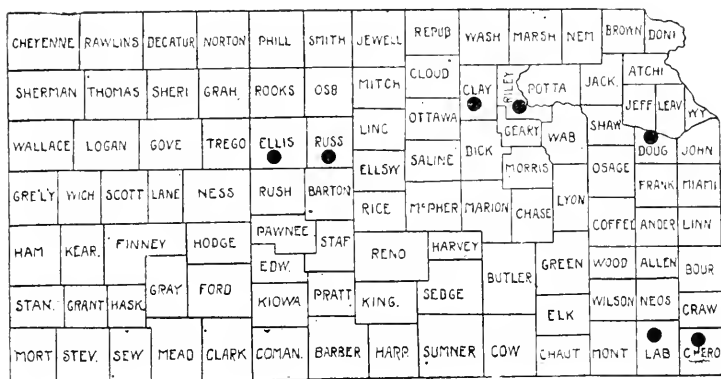 CHEYENNE RAWLINS DECATUR NORTON PHILL SMITH JEWELL REPUB WASH MARSH NEM BROWN DONI
SHERMAN THOMAS SHERI GRAH. ROOKS OSB MITCH CLOUD CLAY RILEY POTTA JACK. ATCHI
JEFF LEAV WY
WALLACE LOGAN GOVE TREGO ELLIS RUSS LINC OTTAWA GEARY WAB SHAW DOUG JOHN
ELLSW SALINE DICK MORRIS OSAGE
GRE'LY WICH SCOTT LANE NESS RUSH BARTON RICE McPHER MARION CHASE LYON FRANK MIAMI
COFFEE ANDER LINN
HAM KEAR. FINNEY HODGE PAWNEE STAF RENO HARVEY
EDW. BUTLER GREEN WOOD ALLEN BOUR
STAN. GRANT HASK. GRAY FORD KIOWA PRATT KING. SEDGE WILSON NEOS CRAW
ELK
MORT STEV. SEW MEAD CLARK COMAN. BARBER HARP. SUMNER COW CHAUT MONT LAB CHERO